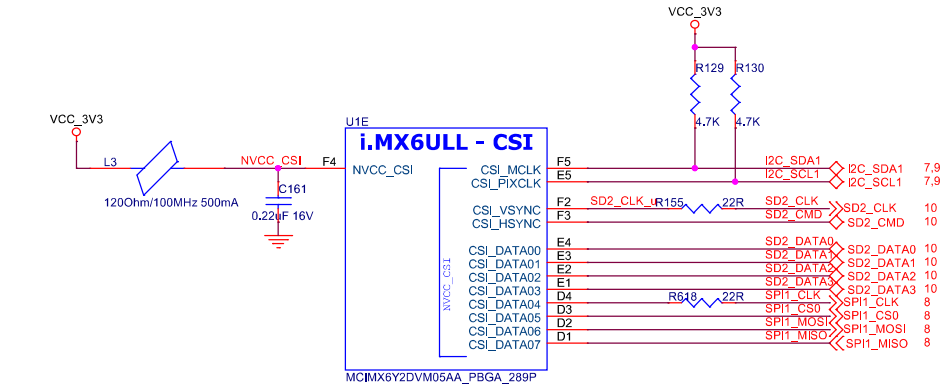 VCC_3V3
R129 R130
4.7K 4.7K
VCC_3V3
U1E
i.MX6ULL - CSI
L3
120Ohm/100MHz 500mA
NVCC_CSI F4 NVCC_CSI
C161
0.22uF 16V
NVCC_CSI
CSI_MCLK F5 I2C_SDA1 I2C_SDA1 7,9
CSI_PIXCLK E5 I2C_SCL1 I2C_SCL1 7,9
CSI_VSYNC F2 SD2_CLK_u R155 22R SD2_CLK SD2_CLK 10
CSI_HSYNC F3 SD2_CMD SD2_CMD 10
CSI_DATA00 E4 SD2_DATA0 SD2_DATA0 10
CSI_DATA01 E3 SD2_DATA1 SD2_DATA1 10
CSI_DATA02 E2 SD2_DATA2 SD2_DATA2 10
CSI_DATA03 E1 SD2_DATA3 SD2_DATA3 10
CSI_DATA04 D4 R618 22R SPI1_CLK SPI1_CLK 8
CSI_DATA05 D3 SPI1_CS0 SPI1_CS0 8
CSI_DATA06 D2 SPI1_MOSI SPI1_MOSI 8
CSI_DATA07 D1 SPI1_MISO SPI1_MISO 8
MCIMX6Y2DVM05AA_PBGA_289P